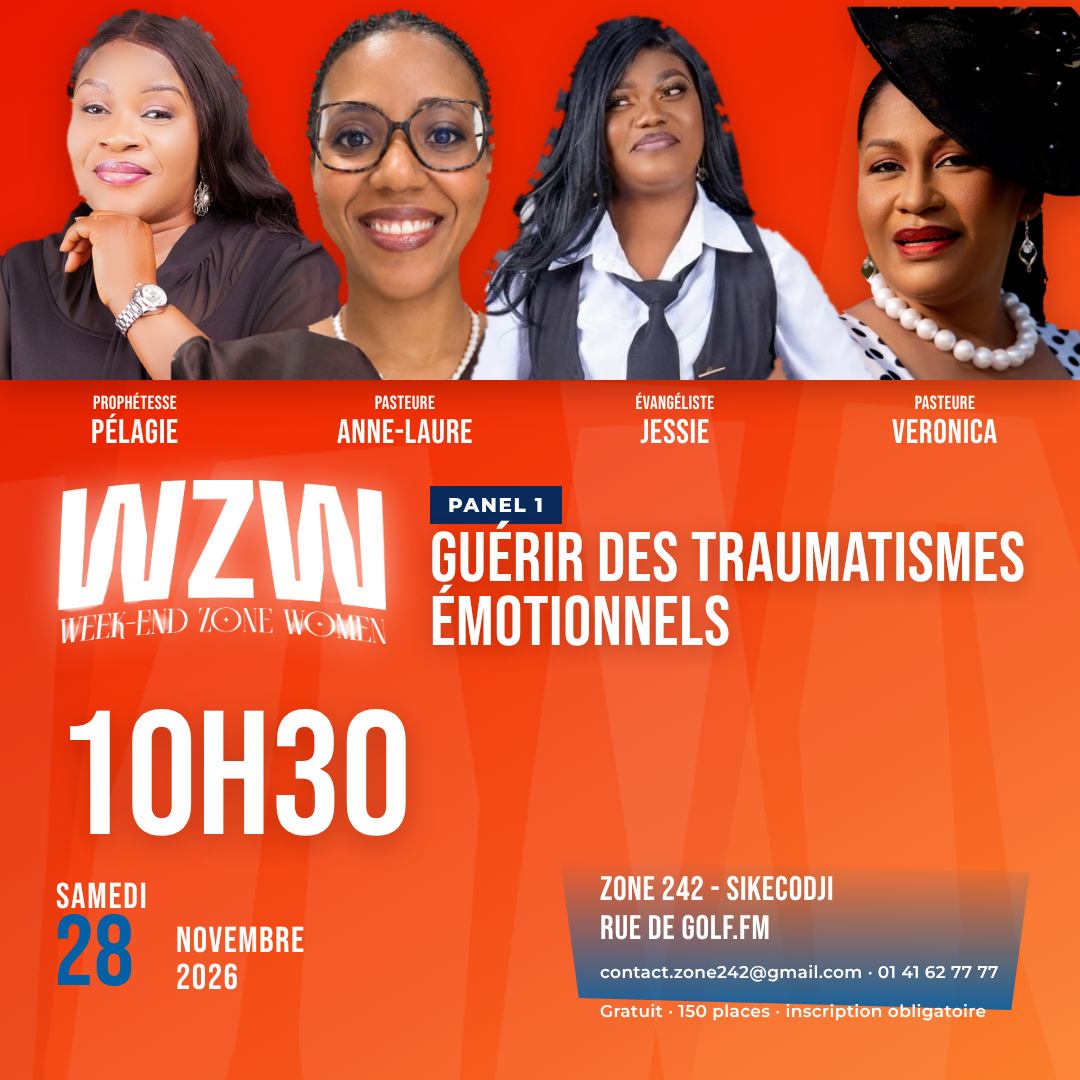 PROPHÉTESSE
PÉLAGIE
PASTEURE
ANNE-LAURE
ÉVANGÉLISTE
JESSIE
PASTEURE
VERONICA
WZW
WEEK-END ZONE WOMEN
PANEL 1
GUÉRIR DES TRAUMATISMES
ÉMOTIONNELS
10H30
SAMEDI
28
NOVEMBRE
2026
ZONE 242 - SIKECODJI
RUE DE GOLF.FM
contact.zone242@gmail.com · 01 41 62 77 77
Gratuit · 150 places · inscription obligatoire